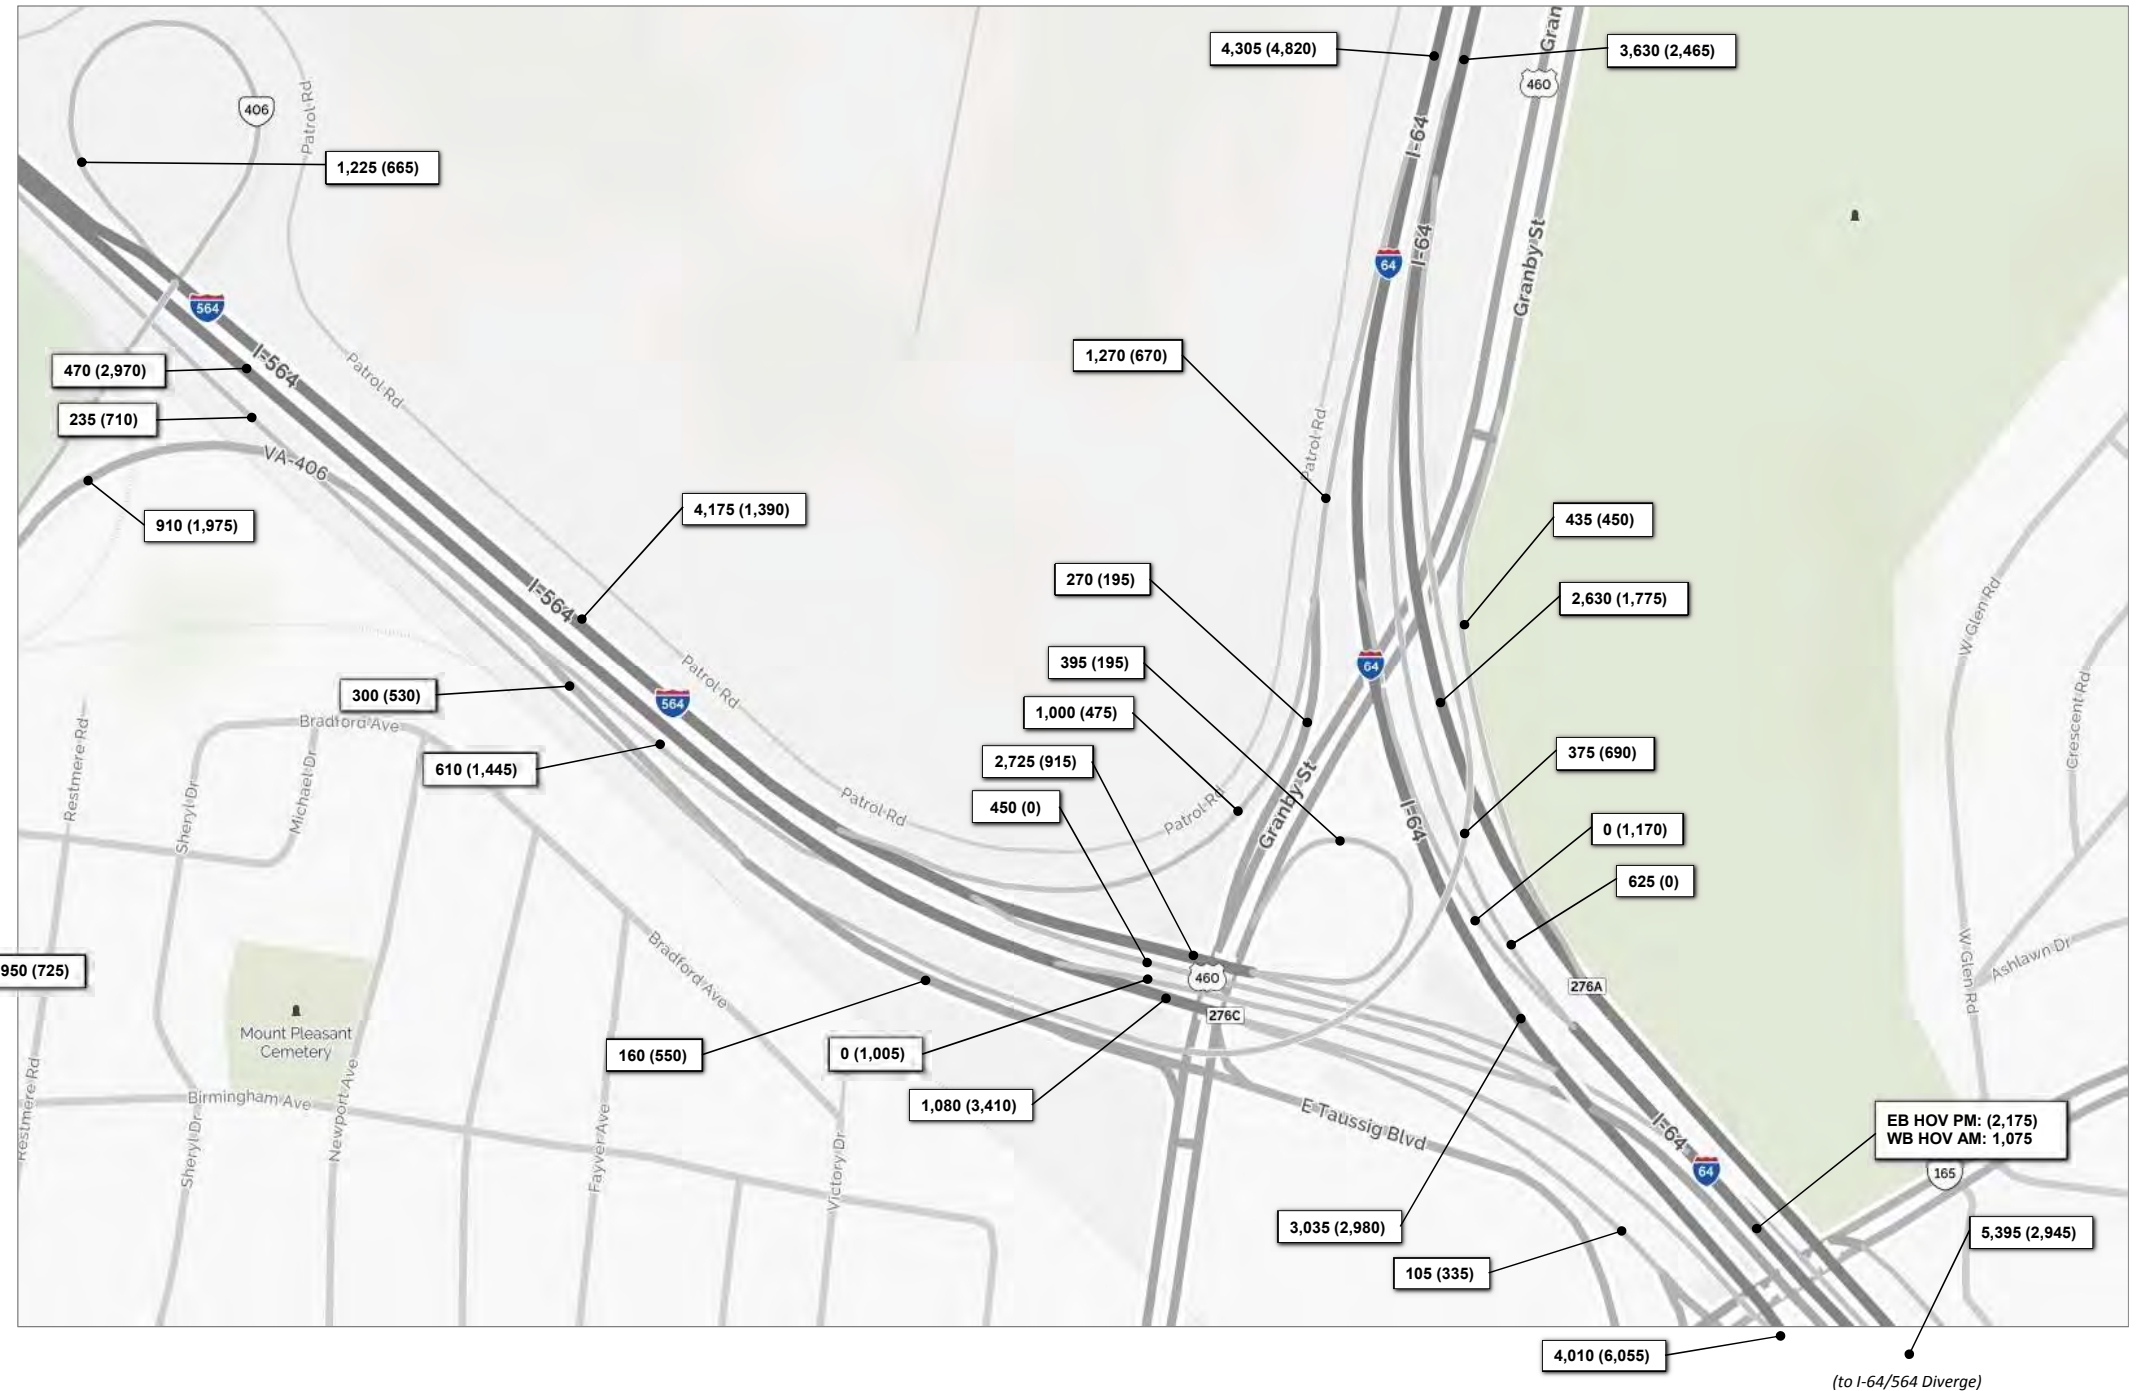 Gran
4,305 (4,820)
3,630 (2,465)
460
406
Patrol-Rd
I-64
1,225 (665)
I-64
64
Granby St
564
I-564
470 (2,970)
1,270 (670)
Patrol-Rd
235 (710)
Patrol-Rd
VA-406
910 (1,975)
4,175 (1,390)
435 (450)
I-564
270 (195)
2,630 (1,775)
W Glen Rd
395 (195)
64
Patrol-Rd
300 (530)
564
1,000 (475)
Crescent Rd
Bradford Ave
Restmere Rd
610 (1,445)
2,725 (915)
375 (690)
Michael Dr
Sheryl Dr
450 (0)
Patrol-Rd
Patrol-Rd
Granby St
I-64
0 (1,170)
625 (0)
Bradford Ave
W Glen Rd
Ashlawn Dr
950 (725)
460
276A
276C
Mount Pleasant
Cemetery
160 (550)
0 (1,005)
1,080 (3,410)
Restmere Rd
Birmingham Ave
Newport Ave
Sheryl Dr
Fayver Ave
Victory Dr
E Taussig Blvd
I-64
64
EB HOV PM: (2,175)
WB HOV AM: 1,075
165
3,035 (2,980)
5,395 (2,945)
105 (335)
4,010 (6,055)
(to I-64/564 Diverge)